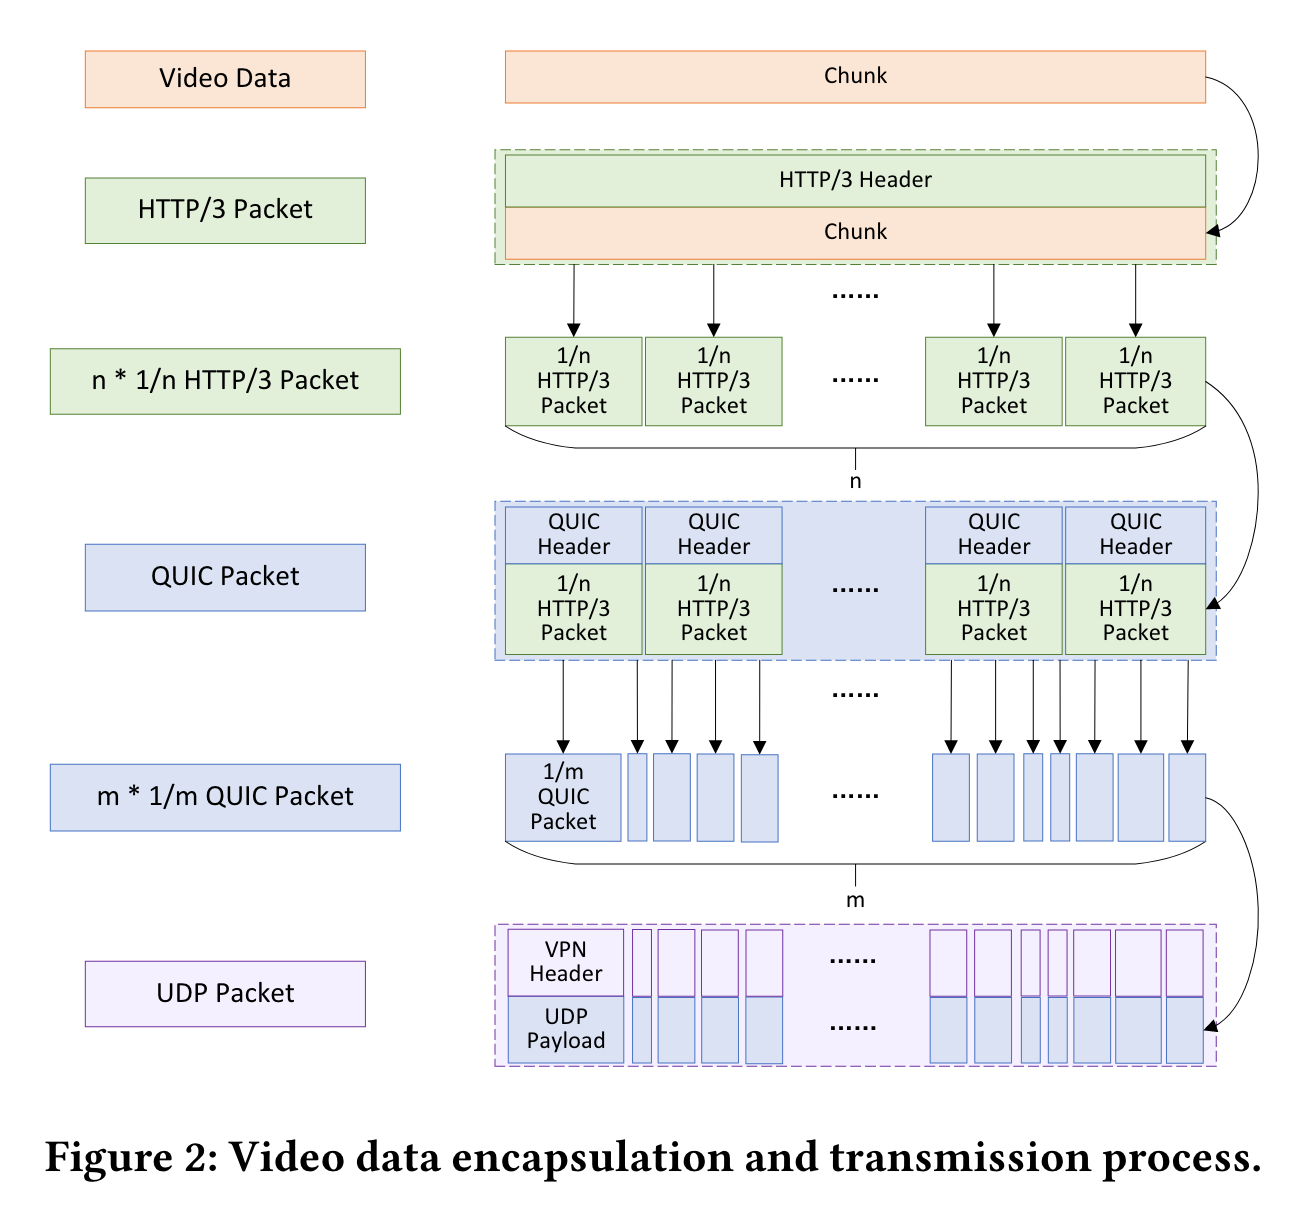 Video Data
Chunk
HTTP/3 Packet
HTTP/3 Header
Chunk
......
n * 1/n HTTP/3 Packet
1/n
HTTP/3
Packet
1/n
HTTP/3
Packet
......
1/n
HTTP/3
Packet
1/n
HTTP/3
Packet
n
QUIC Packet
QUIC
Header
QUIC
Header
QUIC
Header
QUIC
Header
1/n
HTTP/3
Packet
1/n
HTTP/3
Packet
......
1/n
HTTP/3
Packet
1/n
HTTP/3
Packet
......
m * 1/m QUIC Packet
1/m
QUIC
Packet
......
m
UDP Packet
VPN
Header
......
UDP
Payload
......
Figure 2: Video data encapsulation and transmission process.